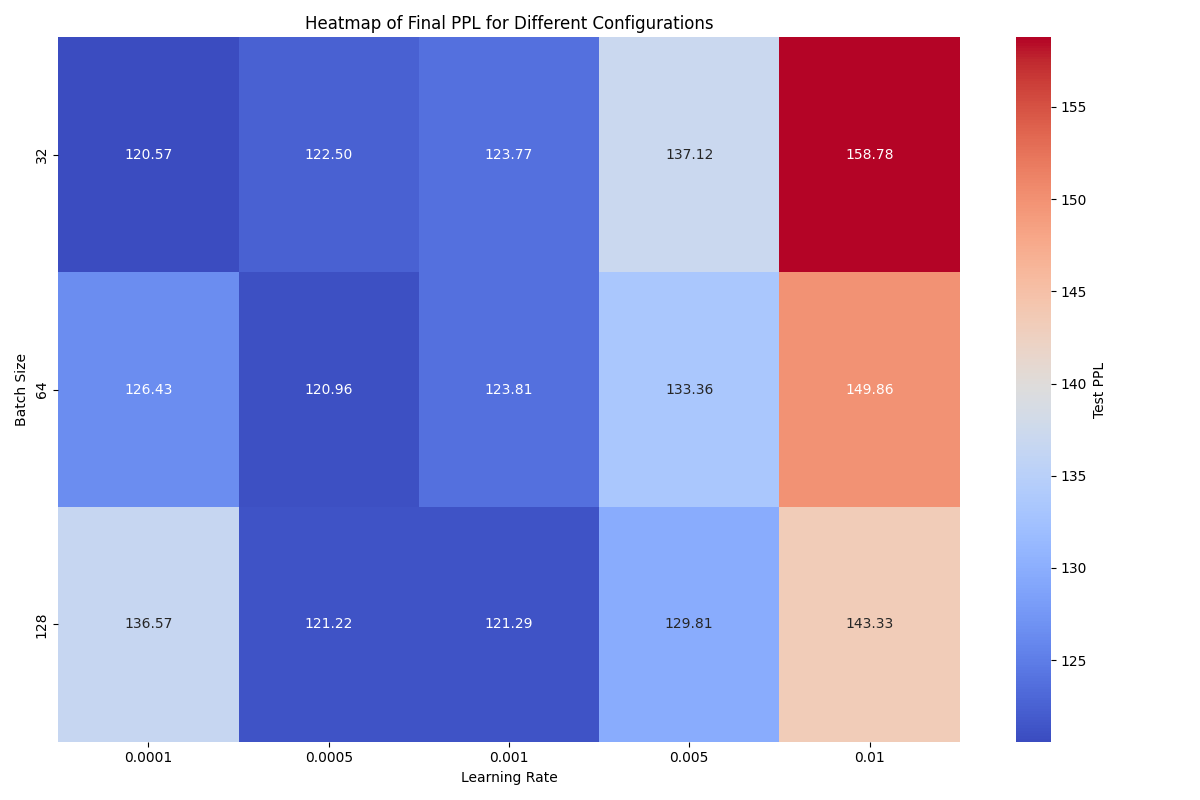 Heatmap of Final PPL for Different Configurations
Batch Size
32
120.57 122.50 123.77 137.12 158.78
64
126.43 120.96 123.81 133.36 149.86
128
136.57 121.22 121.29 129.81 143.33
0.0001 0.0005 0.001 0.005 0.01
Learning Rate
155
150
145
140
135
130
125
Test PPL